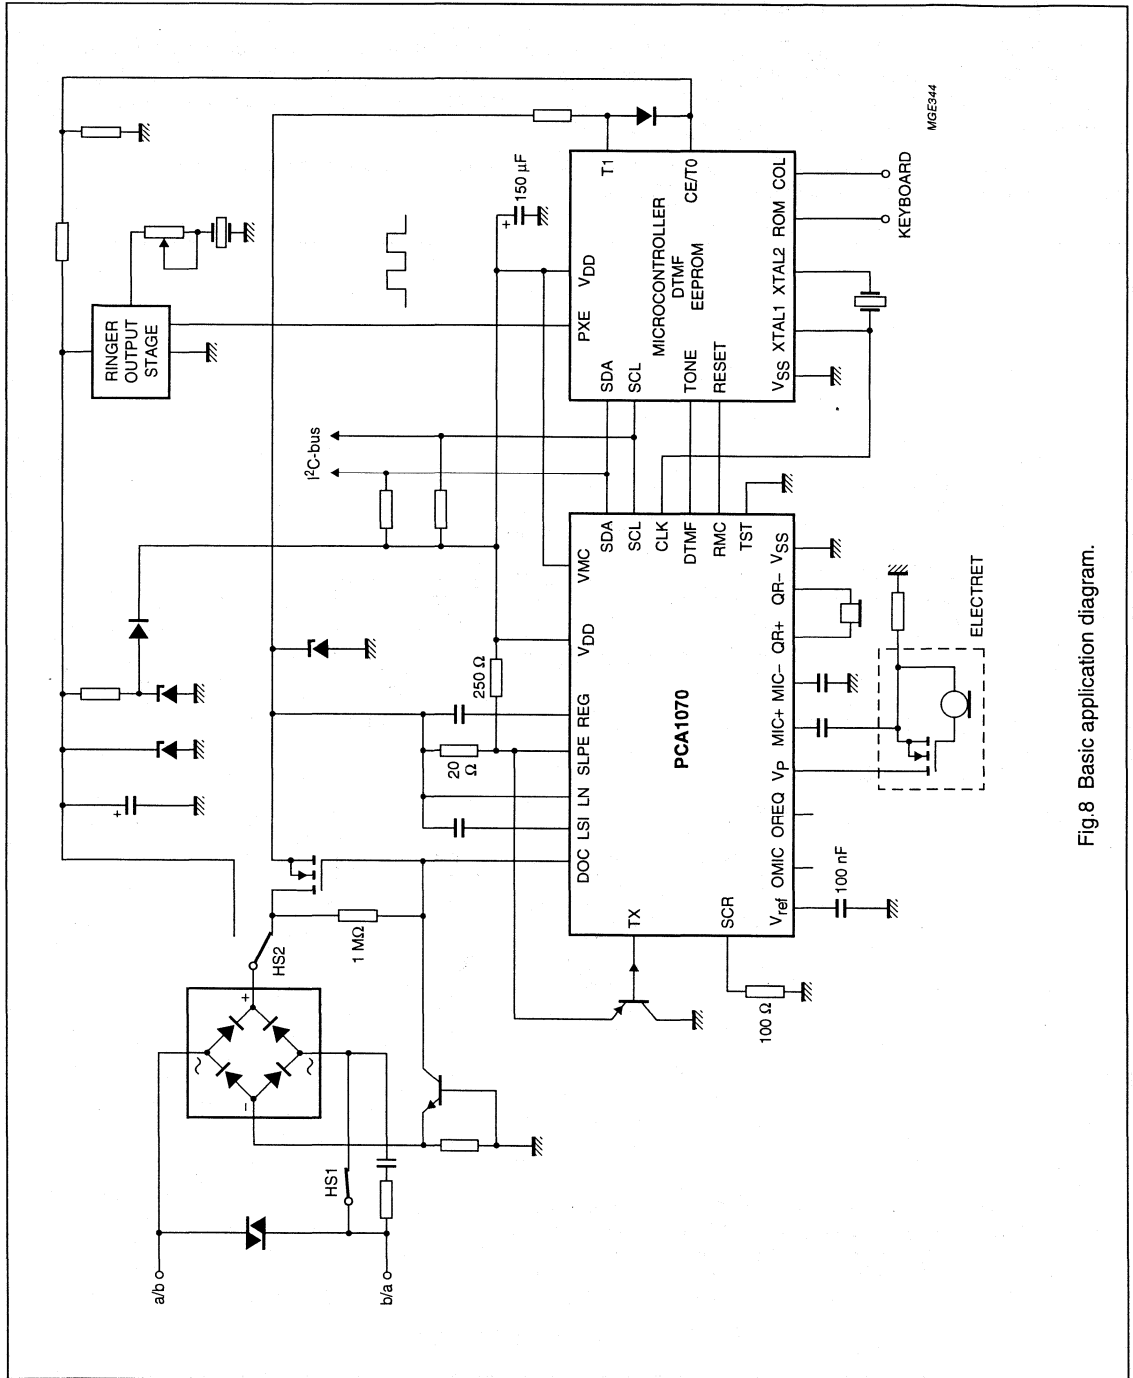 a/b
b/a
HS1
~
~
+
−
HS2
1 MΩ
RINGER
OUTPUT
STAGE
I²C-bus
20
Ω
250 Ω
+
+
150 μF
DOC
LSI
LN
SLPE
REG
VDD
VMC
TX
SCR
100 Ω
PCA1070
SDA
SCL
CLK
DTMF
RMC
TST
Vref
OMIC
OREQ
VP
MIC+
MIC−
QR+
QR−
VSS
100 nF
ELECTRET
PXE
VDD
T1
CE/T0
SDA
SCL
TONE
RESET
MICROCONTROLLER
DTMF
EEPROM
VSS
XTAL1
XTAL2
ROM
COL
KEYBOARD
MGE344
Fig.8 Basic application diagram.